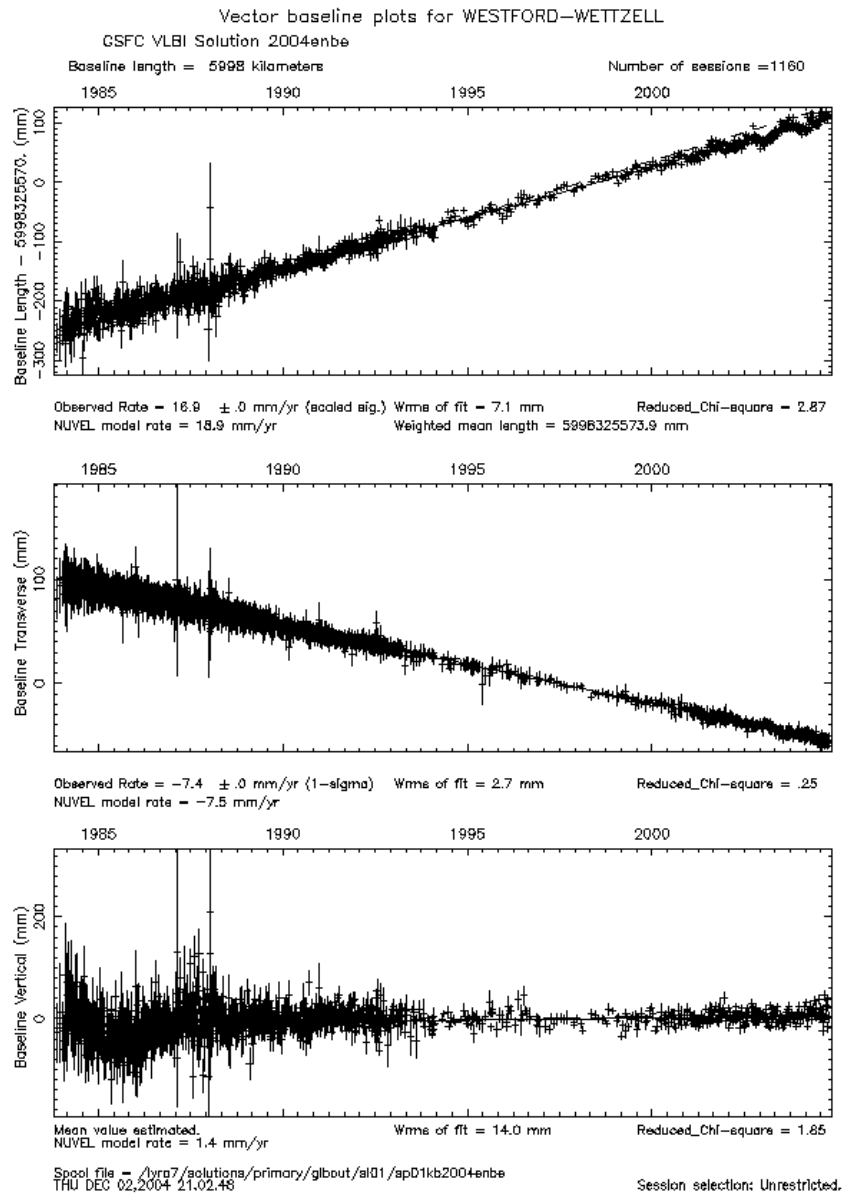 Vector baseline plots for WESTFORD-WETTZELL
GSFC VLBI Solution 2004enbe
Baseline length = 5998 kilometers Number of sessions =1160
1985 1990 1995 2000
Baseline Length - 5998325570. (mm)
100
0
-100
-200
-300
Observed Rate = 16.9 ± .0 mm/yr (scaled sig.) Wrms of fit = 7.1 mm Reduced_Chi-square = 2.87
NUVEL model rate = 18.9 mm/yr Weighted mean length = 5998325573.9 mm
1985 1990 1995 2000
Baseline Transverse (mm)
100
0
Observed Rate = -7.4 ± .0 mm/yr (1-sigma) Wrms of fit = 2.7 mm Reduced_Chi-square = .25
NUVEL model rate = -7.5 mm/yr
1985 1990 1995 2000
Baseline Vertical (mm)
200
0
Mean value estimated. Wrms of fit = 14.0 mm Reduced_Chi-square = 1.65
NUVEL model rate = 1.4 mm/yr
Spool file = /lyra7/solutions/primary/glbout/sl01/sp01kb2004enbe
THU DEC 02,2004 21.02.48 Session selection: Unrestricted.